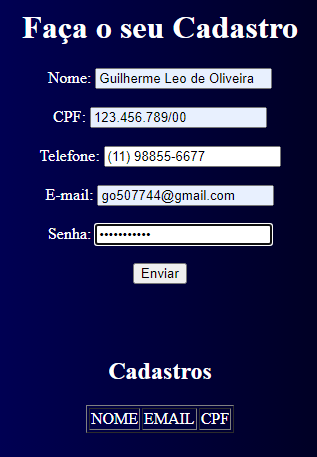 Faça o seu Cadastro
Nome: Guilherme Leo de Oliveira
CPF: 123.456.789/00
Telefone: (11) 98855-6677
E-mail: go507744@gmail.com
Senha: •••••••••••
Enviar
Cadastros
NOME EMAIL CPF